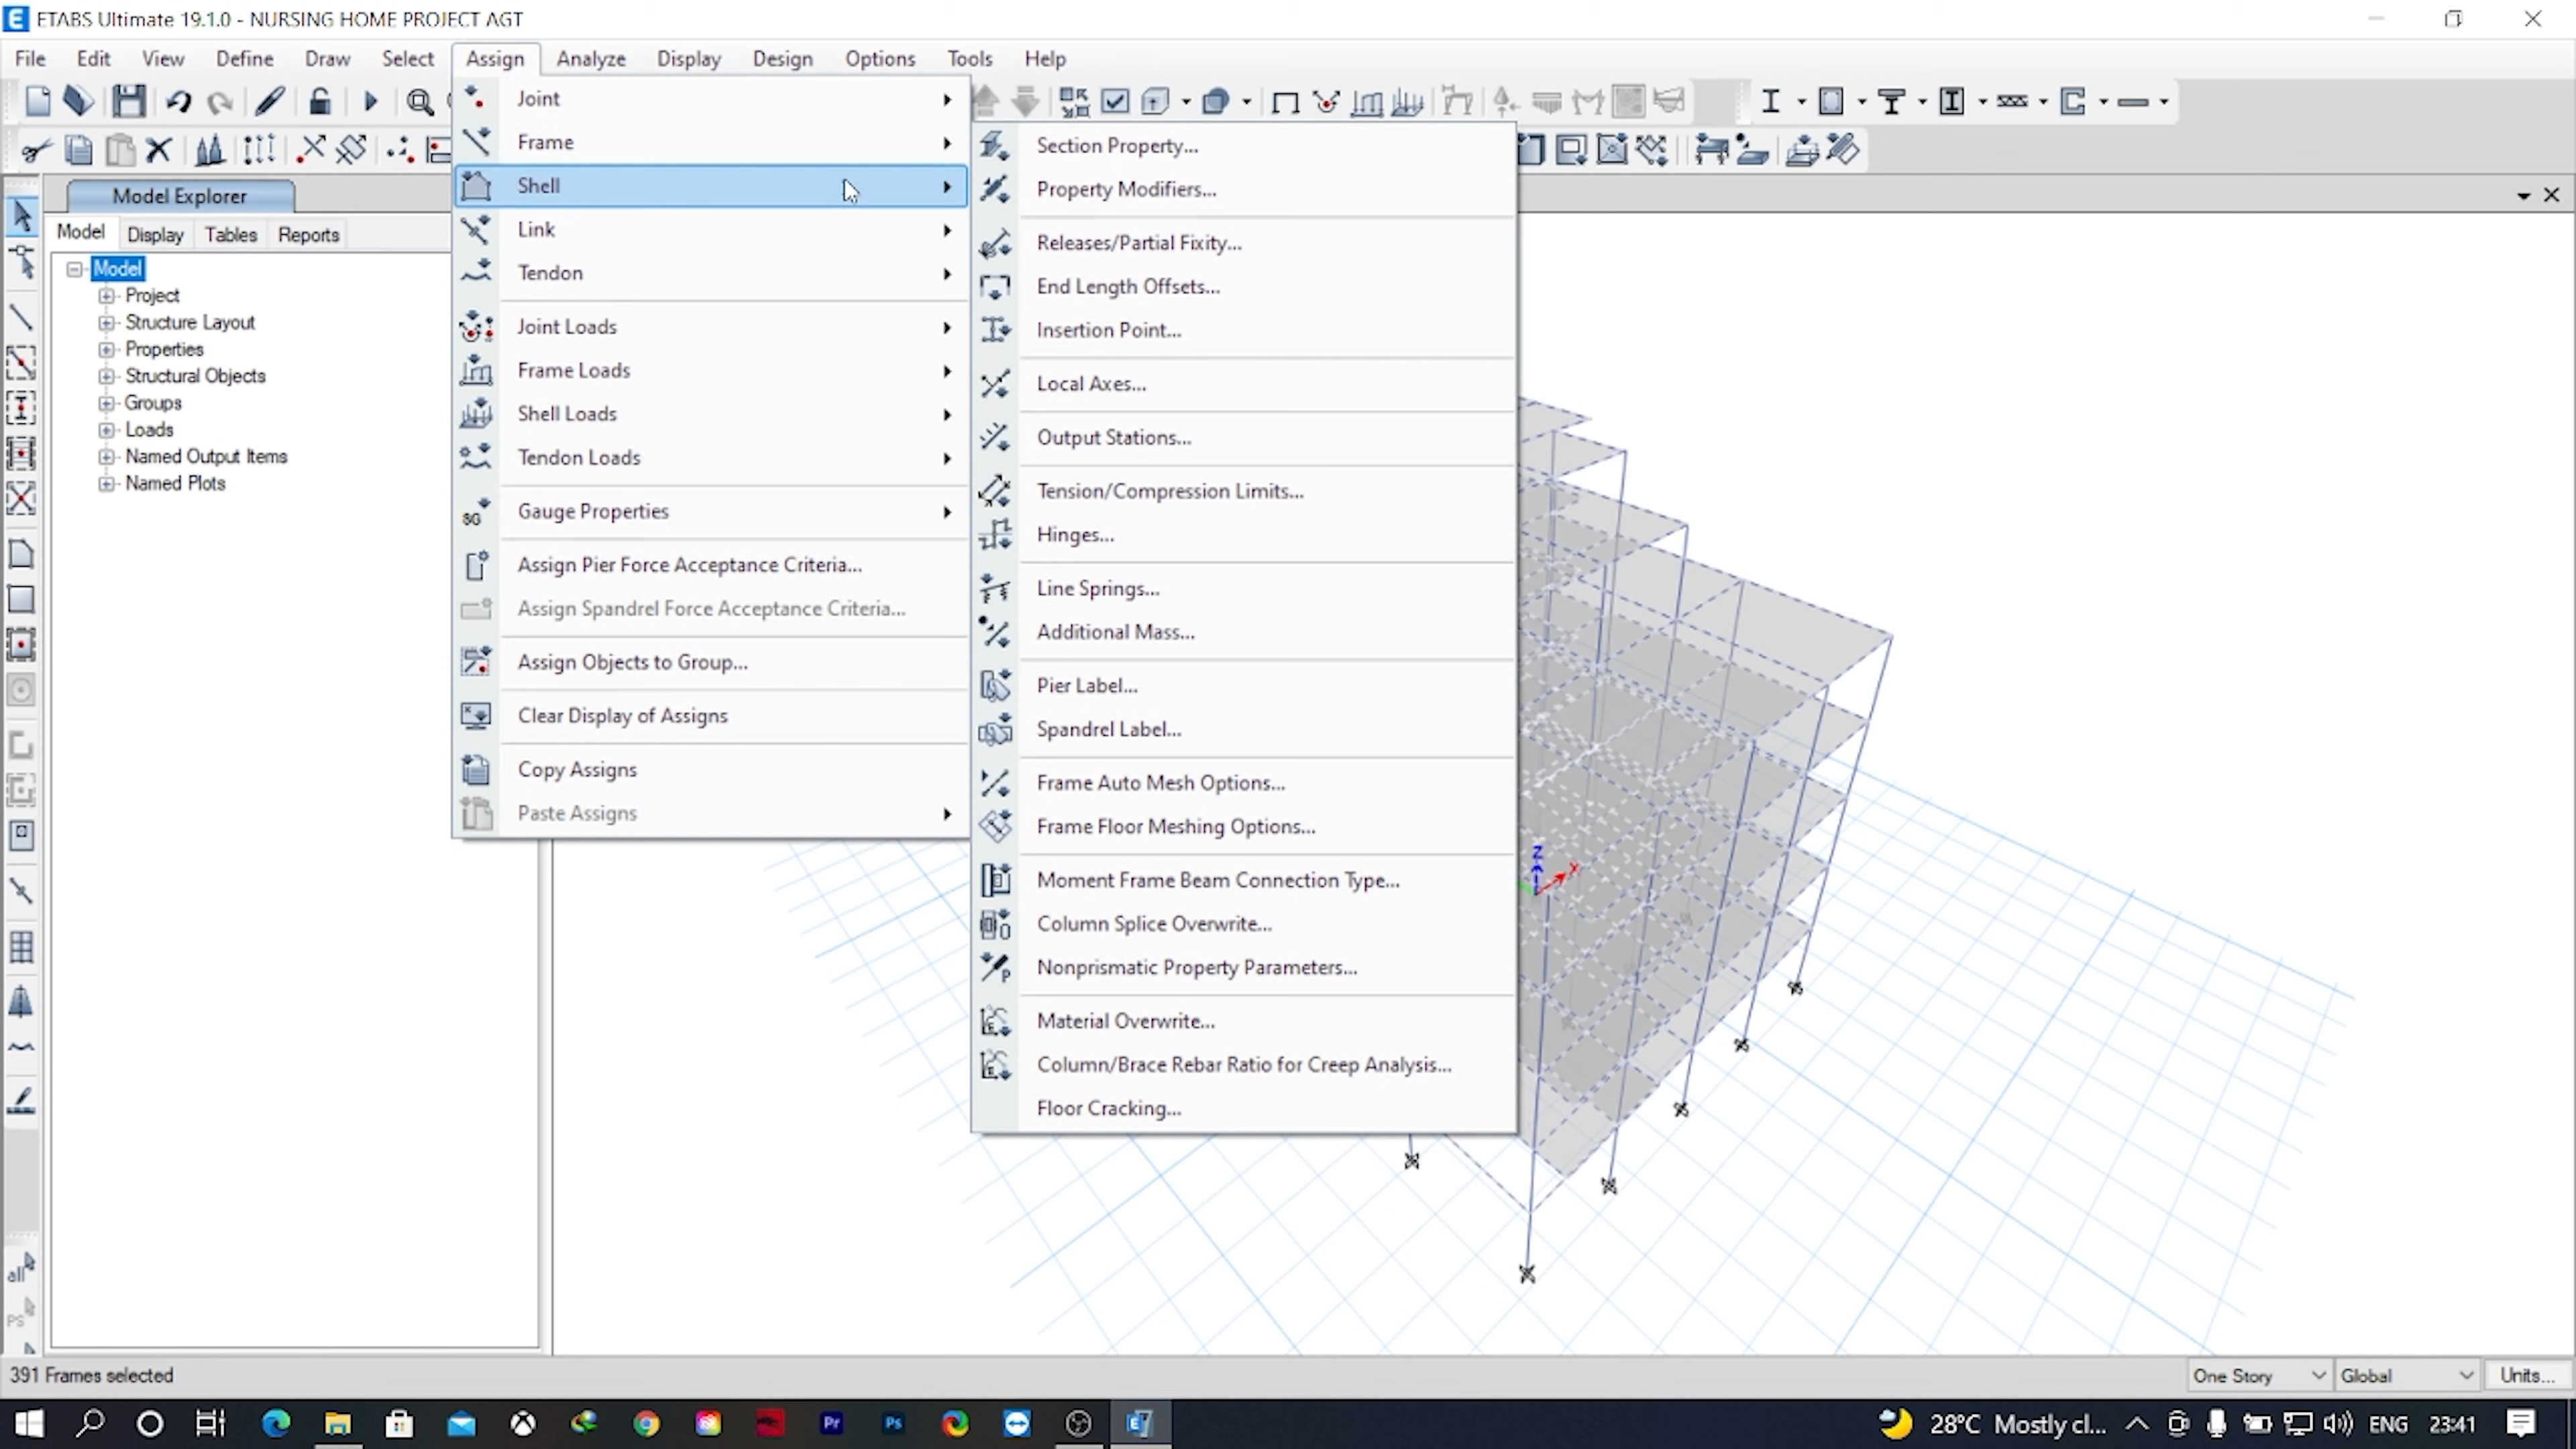 ETABS Ultimate 19.1.0 - NURSING HOME PROJECT AGT
File Edit View Define Draw Select Assign Analyze Display Design Options Tools Help
Model Explorer
Model Display Tables Reports
Model
Project
Structure Layout
Properties
Structural Objects
Groups
Loads
Named Output Items
Named Plots
Joint
Frame
Shell
Link
Tendon
Joint Loads
Frame Loads
Shell Loads
Tendon Loads
Gauge Properties
Assign Pier Force Acceptance Criteria...
Assign Spandrel Force Acceptance Criteria...
Assign Objects to Group...
Clear Display of Assigns
Copy Assigns
Paste Assigns
Section Property...
Property Modifiers...
Releases/Partial Fixity...
End Length Offsets...
Insertion Point...
Local Axes...
Output Stations...
Tension/Compression Limits...
Hinges...
Line Springs...
Additional Mass...
Pier Label...
Spandrel Label...
Frame Auto Mesh Options...
Frame Floor Meshing Options...
Moment Frame Beam Connection Type...
Column Splice Overwrite...
Nonprismatic Property Parameters...
Material Overwrite...
Column/Brace Rebar Ratio for Creep Analysis...
Floor Cracking...
SG
Z
X
all
PS
391 Frames selected
One Story Global Units...
Pr Ps
28°C Mostly cl... ENG 23:41